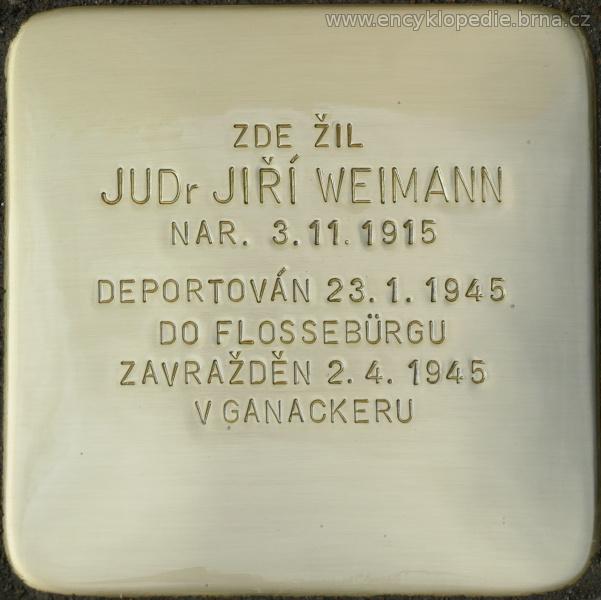 www.encyklopedie.brna.cz
ZDE ŽIL
JUDr JIŘÍ WEIMANN
NAR. 3.11.1915
DEPORTOVÁN 23.1.1945
DO FLOSSEBÜRGU
ZAVRAŽDĚN 2.4.1945
V GANACKERU